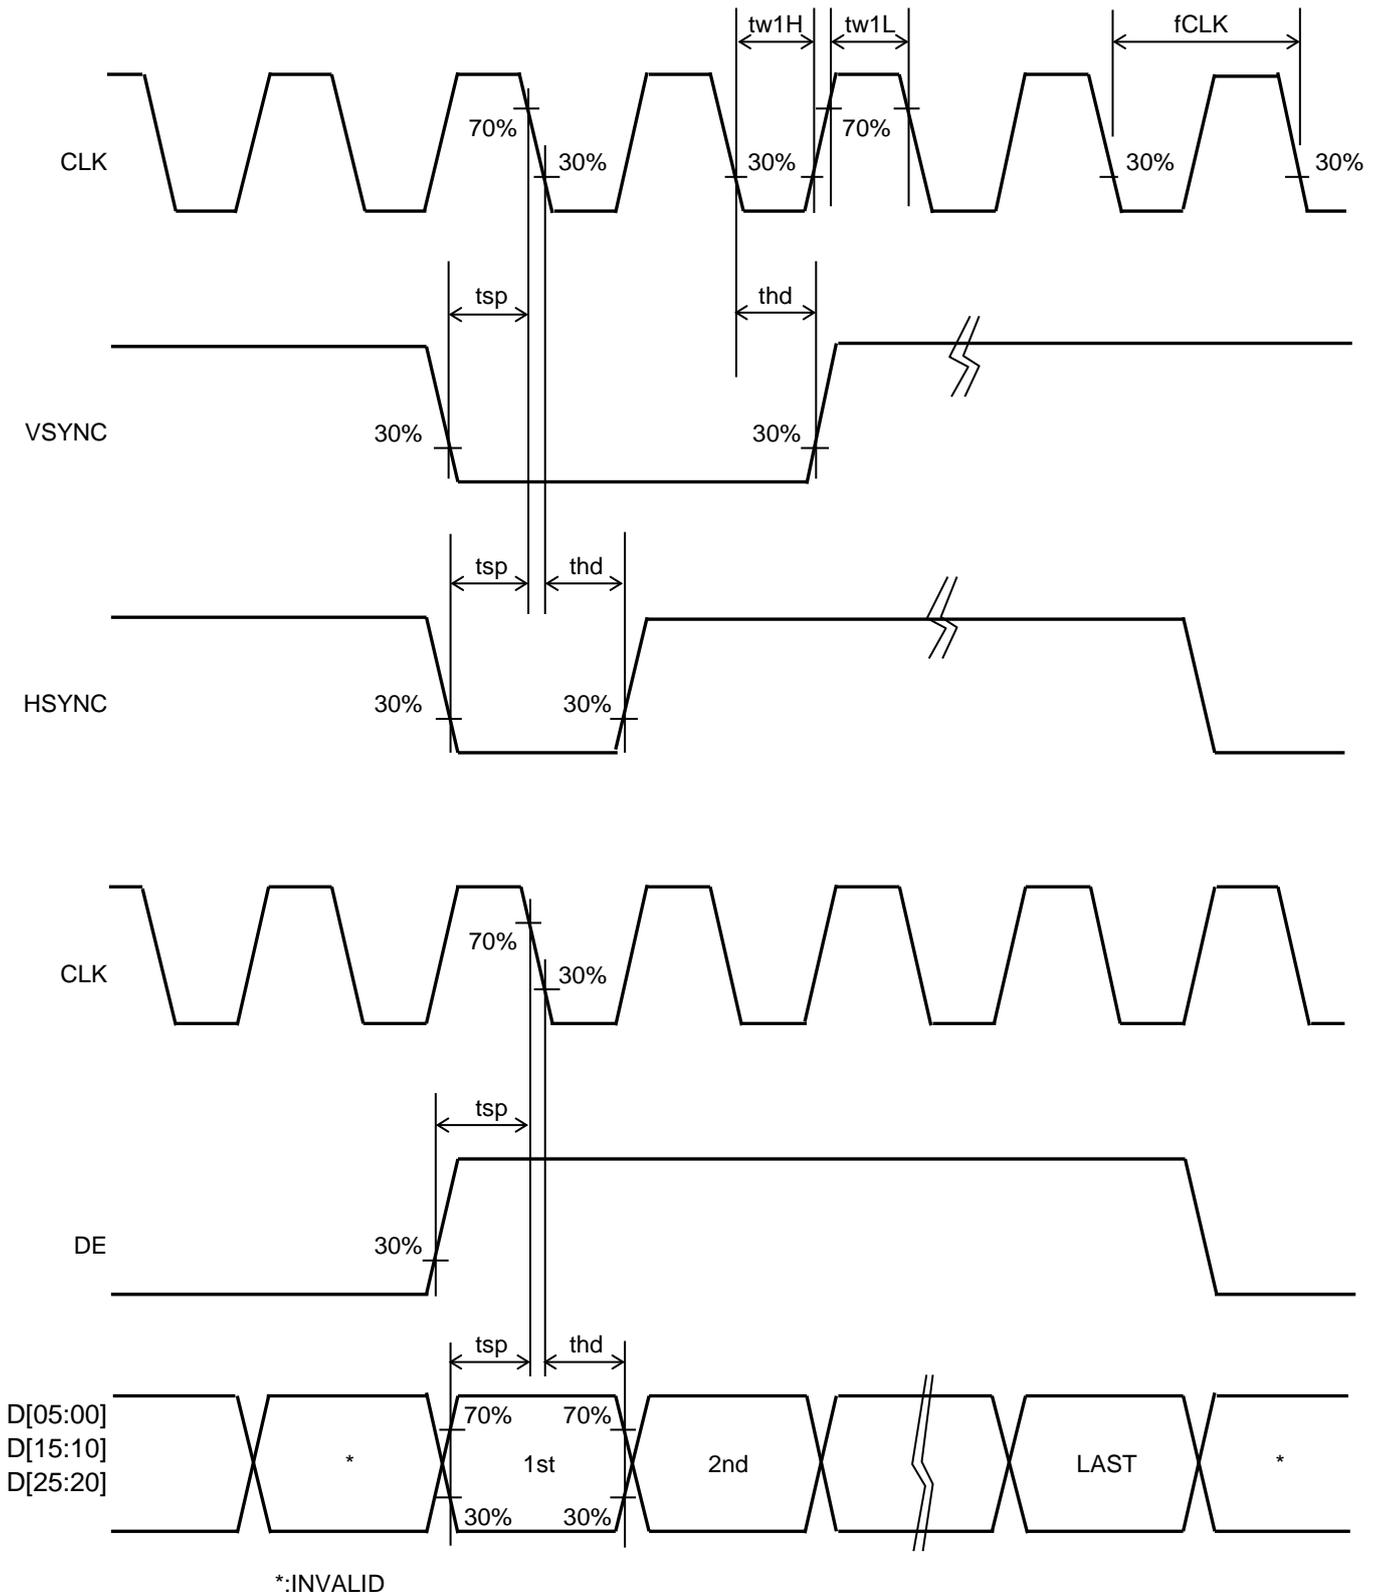 tw1H tw1L fCLK
70% 70%
CLK 30% 30% 30% 30%
tsp thd
VSYNC 30% 30%
tsp thd
HSYNC 30% 30%
70%
CLK 30%
tsp
DE 30%
tsp thd
D[05:00] 70% 70%
D[15:10] * 1st 2nd LAST *
D[25:20]
30% 30%
*:INVALID